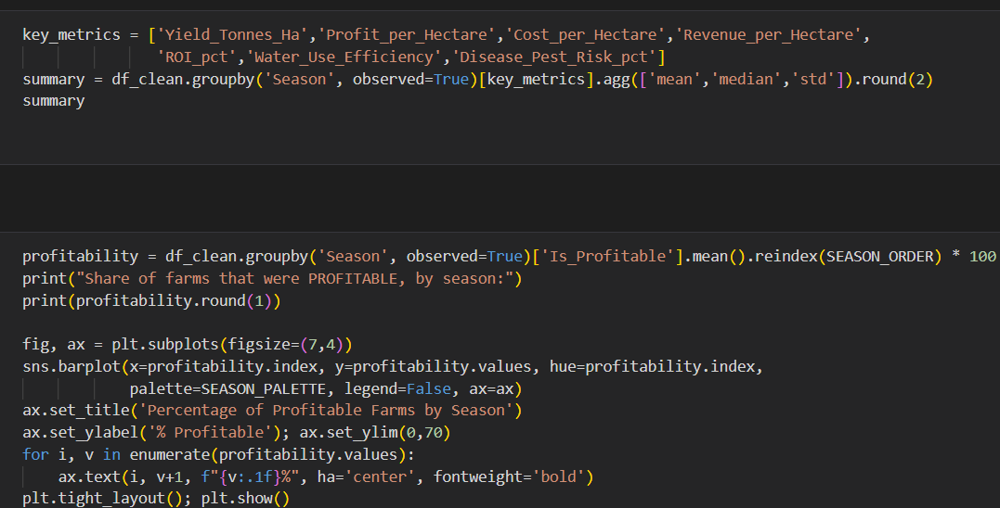 key_metrics = ['Yield_Tonnes_Ha','Profit_per_Hectare','Cost_per_Hectare','Revenue_per_Hectare',
               'ROI_pct','Water_Use_Efficiency','Disease_Pest_Risk_pct']
summary = df_clean.groupby('Season', observed=True)[key_metrics].agg(['mean','median','std']).round(2)
summary
profitability = df_clean.groupby('Season', observed=True)['Is_Profitable'].mean().reindex(SEASON_ORDER) * 100
print("Share of farms that were PROFITABLE, by season:")
print(profitability.round(1))
fig, ax = plt.subplots(figsize=(7,4))
sns.barplot(x=profitability.index, y=profitability.values, hue=profitability.index,
            palette=SEASON_PALETTE, legend=False, ax=ax)
ax.set_title('Percentage of Profitable Farms by Season')
ax.set_ylabel('% Profitable'); ax.set_ylim(0,70)
for i, v in enumerate(profitability.values):
    ax.text(i, v+1, f"{v:.1f}%", ha='center', fontweight='bold')
plt.tight_layout(); plt.show()